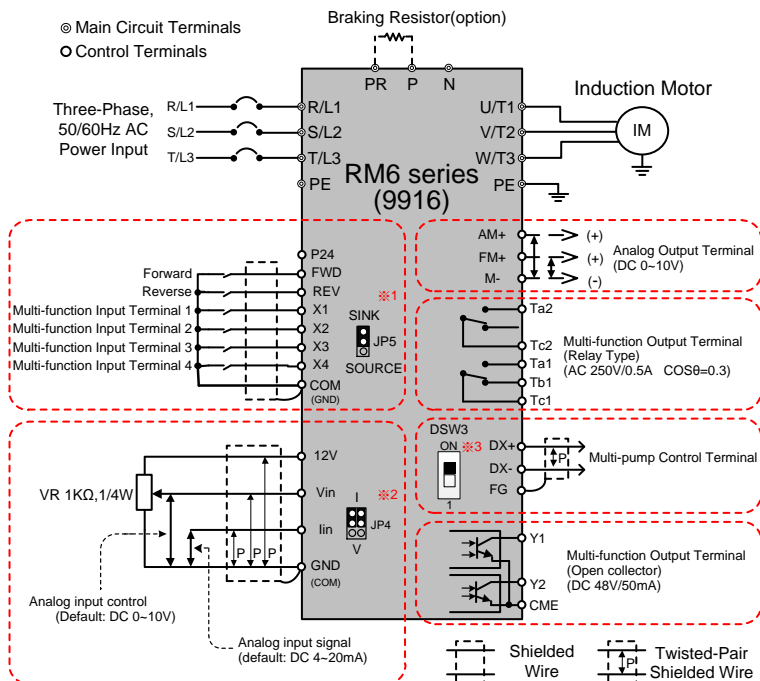 ◎ Main Circuit Terminals
O Control Terminals
Braking Resistor(option)
PR P N
Three-Phase,
50/60Hz AC
Power Input
R/L1
S/L2
T/L3
R/L1
S/L2
T/L3
PE
RM6 series
(9916)
U/T1
V/T2
W/T3
PE
Induction Motor
IM
P24
FWD
REV
X1
X2
X3
X4
COM
(GND)
Forward
Reverse
Multi-function Input Terminal 1
Multi-function Input Terminal 2
Multi-function Input Terminal 3
Multi-function Input Terminal 4
※1
SINK
JP5
SOURCE
AM+
FM+
M-
(+)
(+)
(-)
Analog Output Terminal
(DC 0~10V)
Ta2
Tc2
Ta1
Tb1
Tc1
Multi-function Output Terminal
(Relay Type)
(AC 250V/0.5A COSθ=0.3)
DSW3
ON ※3
1
DX+
DX-
FG
P
Multi-pump Control Terminal
12V
Vin
Iin
GND
(COM)
VR 1KΩ,1/4W
P P P
※2
I
JP4
V
Analog input control
(Default: DC 0~10V)
Analog input signal
(default: DC 4~20mA)
Y1
Y2
CME
Multi-function Output Terminal
(Open collector)
(DC 48V/50mA)
Shielded
Wire
P
Twisted-Pair
Shielded Wire